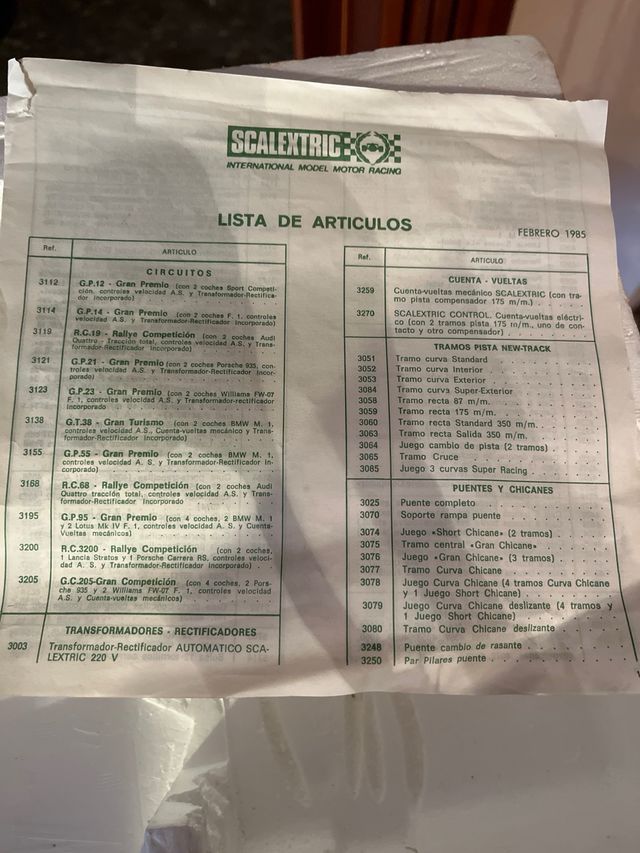 SCALEXTRIC
INTERNATIONAL MODEL MOTOR RACING
LISTA DE ARTICULOS
FEBRERO 1985
Ref. ARTICULO
CIRCUITOS
3112 G.P.12 - Gran Premio (con 2 coches Sport Competi-
ción, controles velocidad A.S. y Transformador-Rectifica-
dor incorporado)
3114 G.P.14 - Gran Premio (con 2 coches F. 1, controles
velocidad A.S. y Transformador-Rectificador incorporado)
3119 R.C.19 - Rallye Competición (con 2 coches Audi
Quattro - Tracción total, controles velocidad A.S. y Trans-
formador-Rectificador Incorporado)
3121 G.P.21 - Gran Premio (con 2 coches Porsche 935, con-
troles velocidad A.S. y Transformador-Rectificador Incor-
porado)
3123 G.P.23 - Gran Premio (con 2 coches Williams FW-07
F. 1, controles velocidad A.S. y Transformador-Rectificador
incorporado
3138 G.T.38 - Gran Turismo (con 2 coches BMW M. 1,
controles velocidad A.S., Cuenta-vueltas mecánico y Trans-
formador-Rectificador incorporado)
3155 G.P.55 - Gran Premio (con 2 coches BMW M. 1,
controles velocidad A. S. y Transformador-Rectificador In-
corporado)
3168 R.C.68 - Rallye Competición (con 2 coches Audi
Quattro tracción total, controles velocidad A.S. y Trans-
formador-Rectificador incorporado)
3195 G.P.95 - Gran Premio (con 4 coches, 2 BMW M. 1
y 2 Lotus Mk IV F. 1, controles velocidad A.S. y Cuenta-
Vueltas mecánicos)
3200 R.C.3200 - Rallye Competición (con 2 coches,
1 Lancia Stratos y 1 Porsche Carrera RS, controles veloci-
dad A. S. y Transformador-Rectificador incorporado)
3205 G.C.205-Gran Competición (con 4 coches, 2 Pors-
che 935 y 2 Williams FW-07 F. 1, controles velocidad
A.S. y Cuenta-vueltas mecánicos)
TRANSFORMADORES - RECTIFICADORES
3003 Transformador-Rectificador AUTOMATICO SCA-
LEXTRIC 220 V
Ref. ARTICULO
CUENTA - VUELTAS
3259 Cuenta-vueltas mecánico SCALEXTRIC (con tra-
mo pista compensador 175 m/m.)
3270 SCALEXTRIC CONTROL. Cuenta-vueltas eléctri-
co (con 2 tramos pista 175 m/m., uno de con-
tacto y otro compensador)
TRAMOS PISTA NEW-TRACK
3051 Tramo curva Standard
3052 Tramo curva Interior
3053 Tramo curva Exterior
3084 Tramo curva Super-Exterior
3058 Tramo recta 87 m/m.
3059 Tramo recta 175 m/m.
3060 Tramo recta Standard 350 m/m.
3063 Tramo recta Salida 350 m/m.
3064 Juego cambio de pista (2 tramos)
3065 Tramo Cruce
3085 Juego 3 curvas Super Racing
PUENTES Y CHICANES
3025 Puente completo
3070 Soporte rampa puente
3074 Juego «Short Chicane» (2 tramos)
3075 Tramo central «Gran Chicane»
3076 Juego «Gran Chicane» (3 tramos)
3077 Tramo Curva Chicane
3078 Juego Curva Chicane (4 tramos Curva Chicane
y 1 Juego Short Chicane)
3079 Juego Curva Chicane deslizante (4 tramos y
1 Juego Short Chicane)
3080 Tramo Curva Chicane deslizante
3248 Puente cambio de rasante
3250 Par Pilares puente